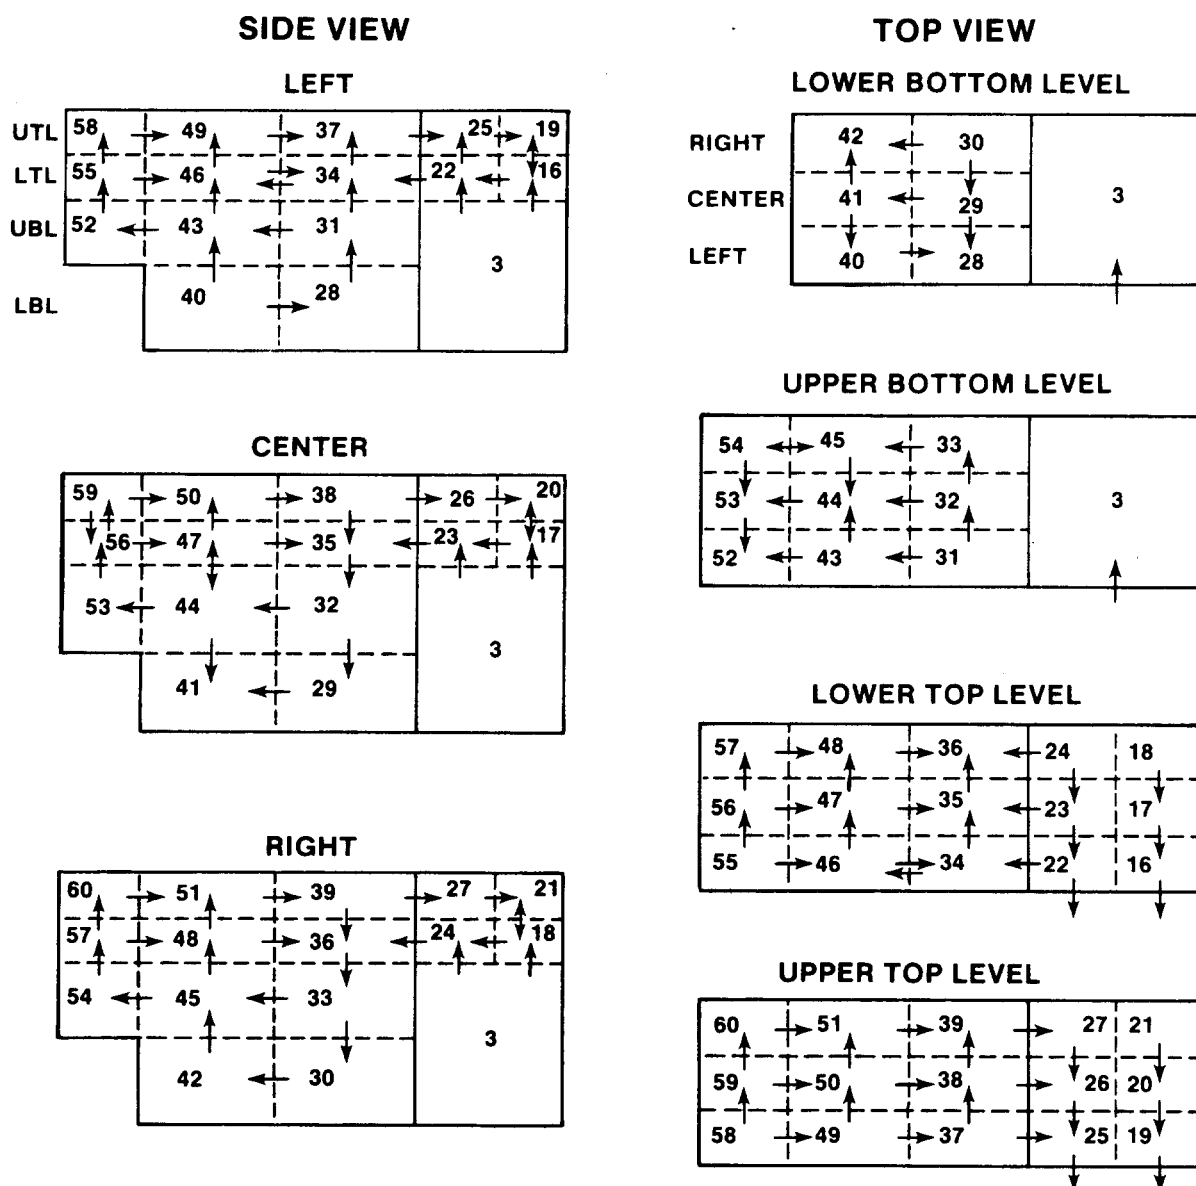 SIDE VIEW
LEFT
UTL 58 49 37 25 19
LTL 55 46 34 22 16
UBL 52 43 31
3
LBL 40 28
CENTER
59 50 38 26 20
56 47 35 23 17
53 44 32
3
41 29
RIGHT
60 51 39 27 21
57 48 36 24 18
54 45 33
3
42 30
TOP VIEW
LOWER BOTTOM LEVEL
RIGHT 42 30
CENTER 41 29 3
LEFT 40 28
UPPER BOTTOM LEVEL
54 45 33
53 44 32 3
52 43 31
LOWER TOP LEVEL
57 48 36 24 18
56 47 35 23 17
55 46 34 22 16
UPPER TOP LEVEL
60 51 39 27 21
59 50 38 26 20
58 49 37 25 19